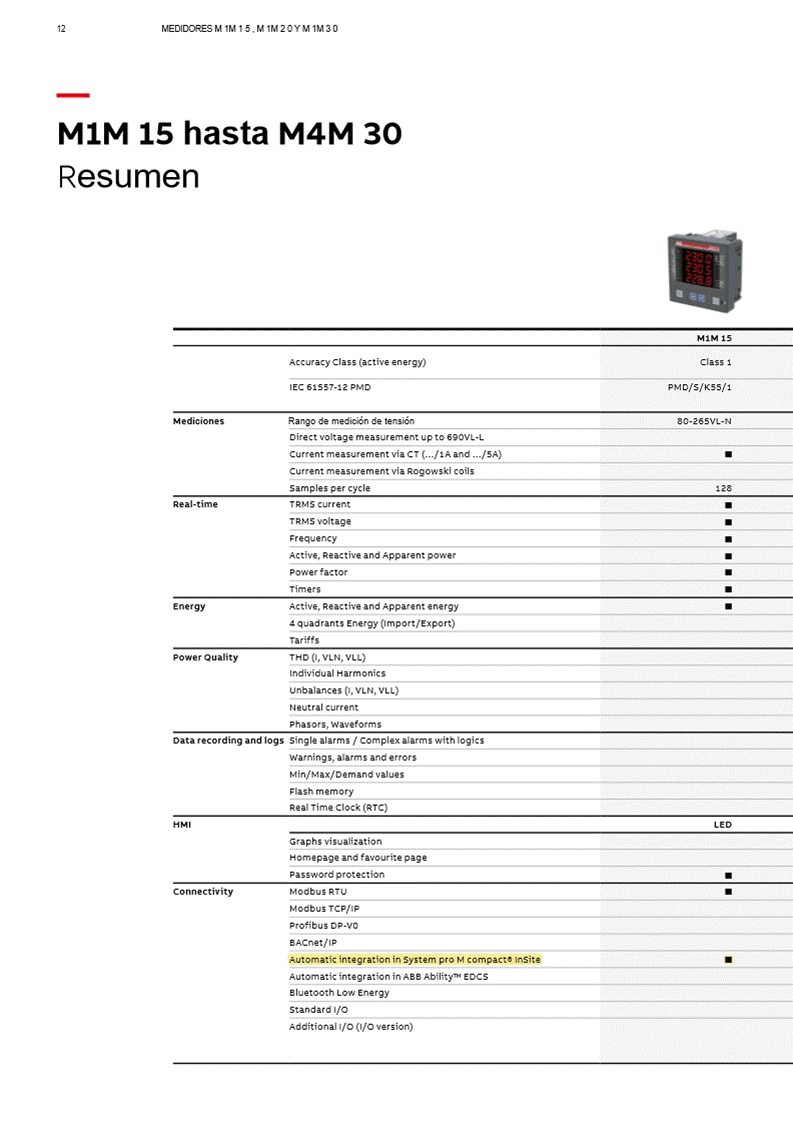 12 MEDIDORES M 1M 1 5 , M 1M 2 0 Y M 1M 3 0
M1M 15 hasta M4M 30
Resumen
M1M 15
Accuracy Class (active energy) Class 1
IEC 61557-12 PMD PMD/S/K55/1
Mediciones Rango de medición de tensión 80-265VL-N
Direct voltage measurement up to 690VL-L
Current measurement via CT (.../1A and .../5A) ■
Current measurement via Rogowski coils
Samples per cycle 128
Real-time TRMS current ■
TRMS voltage ■
Frequency ■
Active, Reactive and Apparent power ■
Power factor ■
Timers ■
Energy Active, Reactive and Apparent energy ■
4 quadrants Energy (Import/Export)
Tariffs
Power Quality THD (I, VLN, VLL)
Individual Harmonics
Unbalances (I, VLN, VLL)
Neutral current
Phasors, Waveforms
Data recording and logs Single alarms / Complex alarms with logics
Warnings, alarms and errors
Min/Max/Demand values
Flash memory
Real Time Clock (RTC)
HMI LED
Graphs visualization
Homepage and favourite page
Password protection ■
Connectivity Modbus RTU ■
Modbus TCP/IP
Profibus DP-V0
BACnet/IP
Automatic integration in System pro M compact® InSite ■
Automatic integration in ABB Ability™ EDCS
Bluetooth Low Energy
Standard I/O
Additional I/O (I/O version)